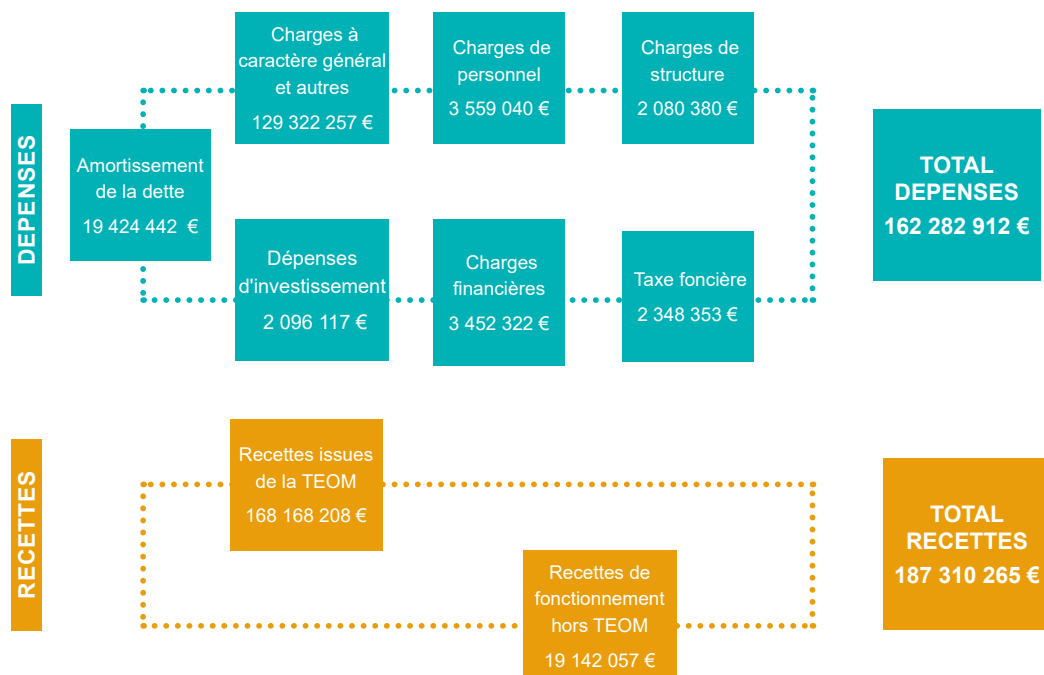 DEPENSES
Amortissement
de la dette
19 424 442 €
Charges à
caractère général
et autres
129 322 257 €
Charges de
personnel
3 559 040 €
Charges de
structure
2 080 380 €
Dépenses
d'investissement
2 096 117 €
Charges
financières
3 452 322 €
Taxe foncière
2 348 353 €
TOTAL
DEPENSES
162 282 912 €
RECETTES
Recettes issues
de la TEOM
168 168 208 €
Recettes de
fonctionnement
hors TEOM
19 142 057 €
TOTAL
RECETTES
187 310 265 €